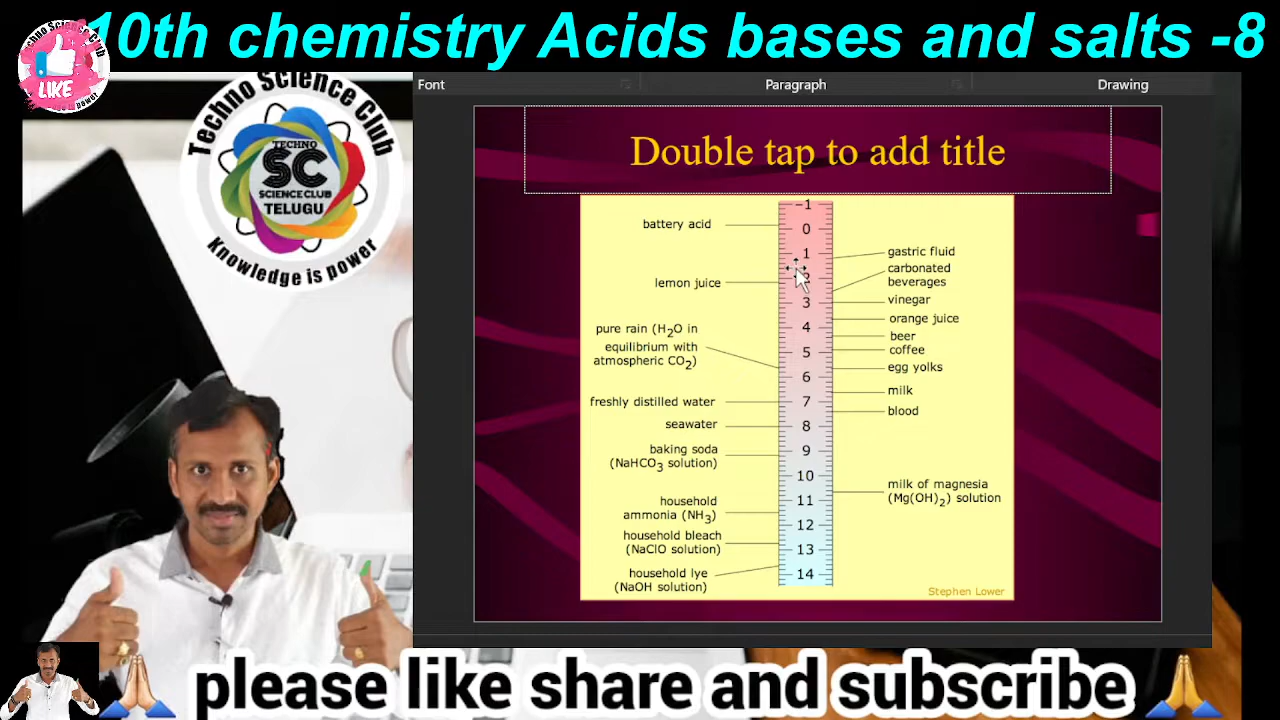 10th chemistry Acids bases and salts -8
Techno Science Club
LIKE
Techno Science Club
TECHNO
SC
SCIENCE CLUB
TELUGU
Knowledge is power
Font
Paragraph
Drawing
Double tap to add title
battery acid
lemon juice
pure rain (H₂O in
equilibrium with
atmospheric CO₂)
freshly distilled water
seawater
baking soda
(NaHCO₃ solution)
household
ammonia (NH₃)
household bleach
(NaClO solution)
household lye
(NaOH solution)
-1
0
1
3
4
5
6
7
8
9
10
11
12
13
14
gastric fluid
carbonated
beverages
vinegar
orange juice
beer
coffee
egg yolks
milk
blood
milk of magnesia
(Mg(OH)₂) solution
Stephen Lower
please like share and subscribe